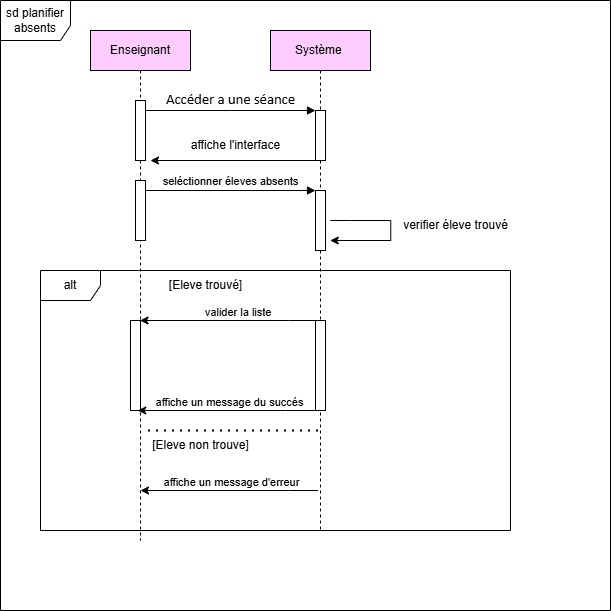 sd planifier
absents
Enseignant
Système
Accéder a une séance
affiche l'interface
seléctionner éleves absents
verifier éleve trouvé
alt
[Eleve trouvé]
valider la liste
affiche un message du succés
[Eleve non trouve]
affiche un message d'erreur